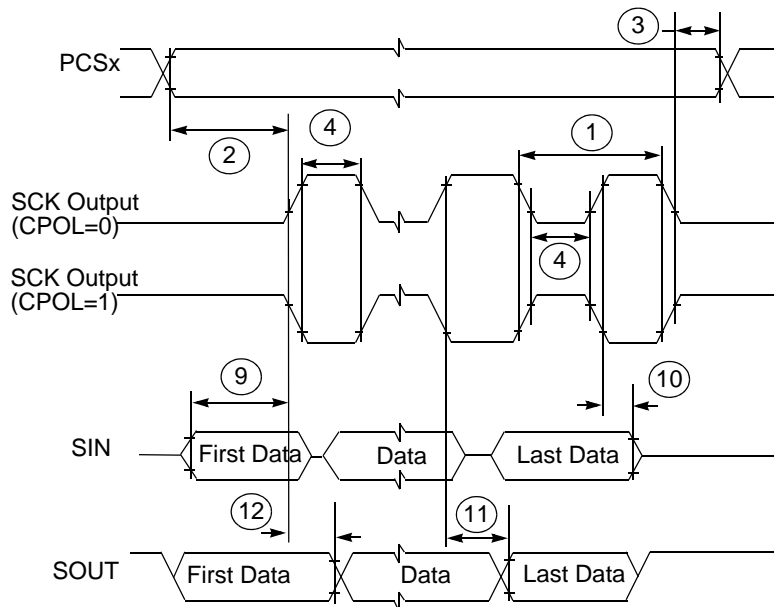 3
PCSx
2
4
1
SCK Output
(CPOL=0)
4
SCK Output
(CPOL=1)
9
10
SIN
First Data
Data
Last Data
12
11
SOUT
First Data
Data
Last Data